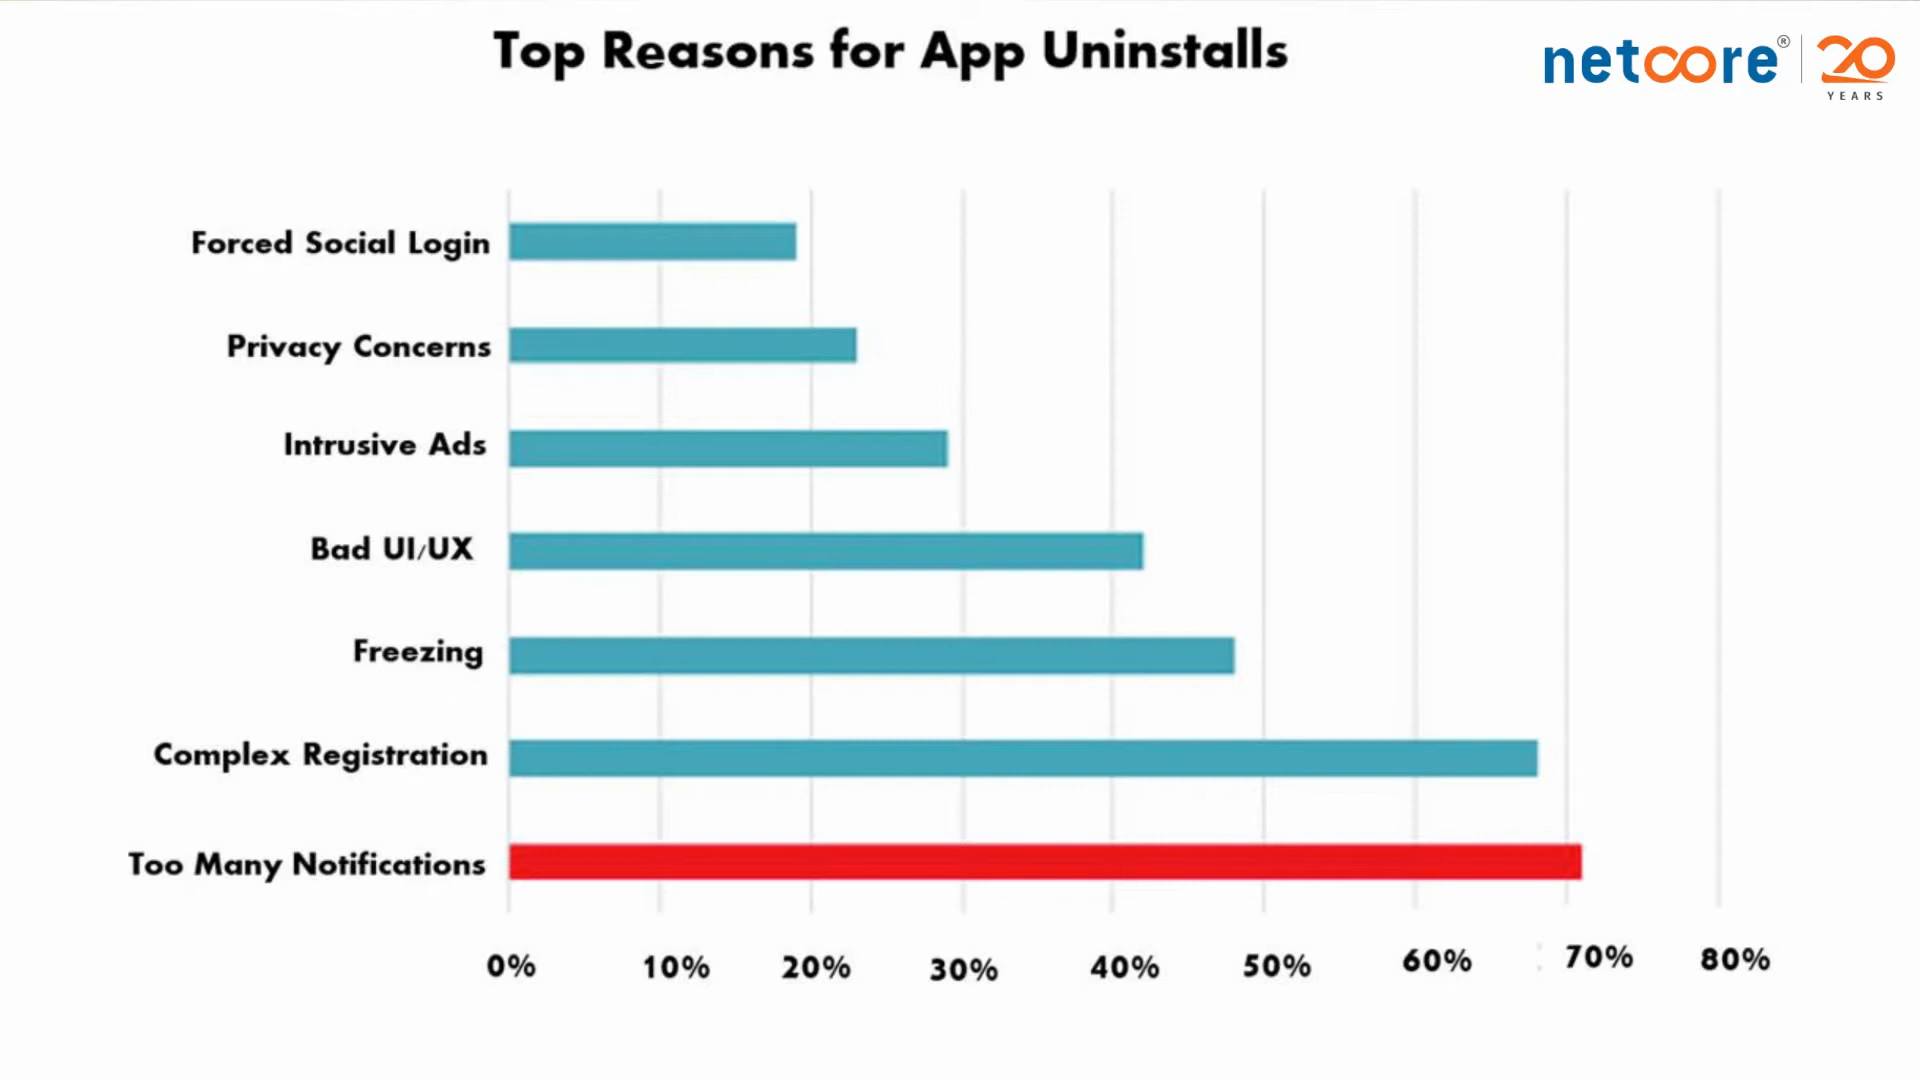 Top Reasons for App Uninstalls
netcore® 20
YEARS
Forced Social Login
Privacy Concerns
Intrusive Ads
Bad UI/UX
Freezing
Complex Registration
Too Many Notifications
0% 10% 20% 30% 40% 50% 60% 70% 80%